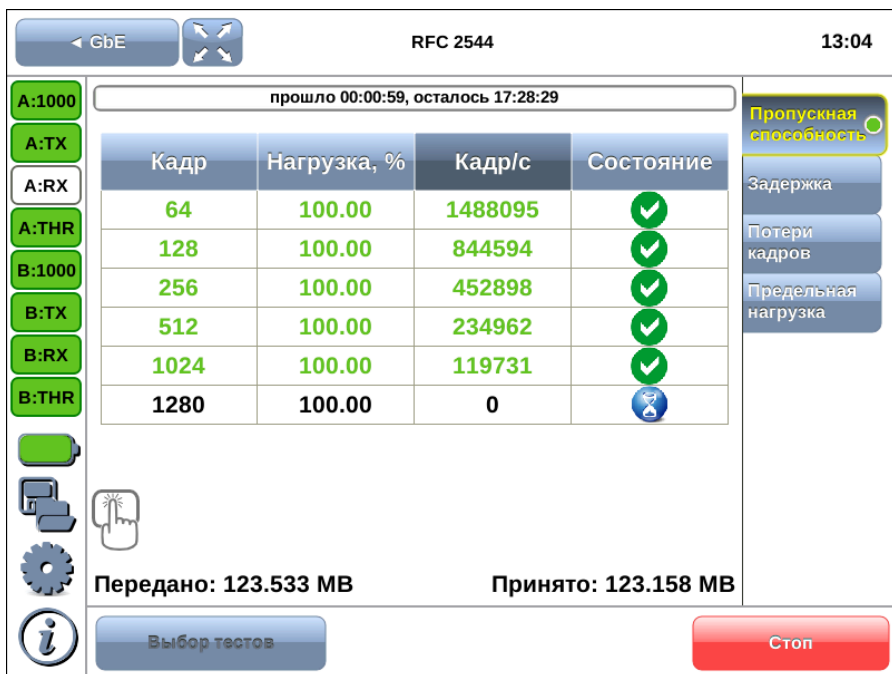 ◄ GbE
RFC 2544
13:04
A:1000
A:TX
A:RX
A:THR
B:1000
B:TX
B:RX
B:THR
прошло 00:00:59, осталось 17:28:29
Кадр Нагрузка, % Кадр/с Состояние
64 100.00 1488095
128 100.00 844594
256 100.00 452898
512 100.00 234962
1024 100.00 119731
1280 100.00 0
Передано: 123.533 MB
Принято: 123.158 MB
Пропускная
способность
Задержка
Потери
кадров
Предельная
нагрузка
i
Выбор тестов
Стоп